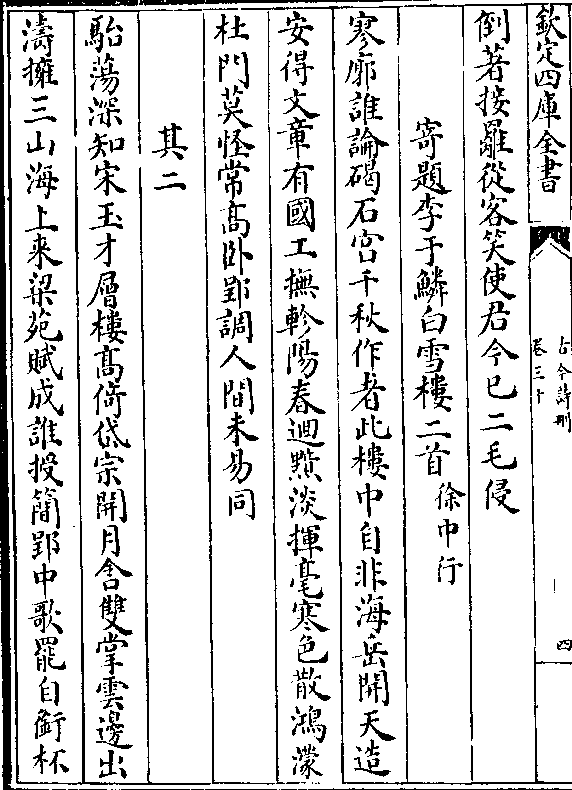 欽定四庫全書
古今詩刪
卷三十
四
倒著接䍦從客笑使君今已二毛侵
寄題李于鱗白雪樓二首徐中行
寥廓誰論碣石宫千秋作者此樓中自非海岳開天造
安得文章有國工撫軫陽春迴黯淡揮毫寒色散鴻濛
杜門莫怪常髙卧郢調人間未易同
其二
駘蕩深知宋玉才層樓髙倚岱宗開月含雙掌雲邊出
濤擁三山海上来梁苑賦成誰授簡郢中歌罷自銜杯